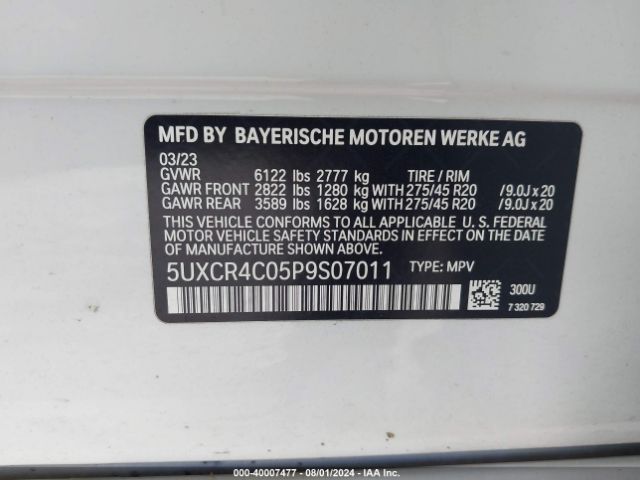 MFD BY BAYERISCHE MOTOREN WERKE AG
03/23
GVWR 6122 lbs 2777 kg TIRE / RIM
GAWR FRONT 2822 lbs 1280 kg WITH 275/45 R20 /9.0J x 20
GAWR REAR 3589 lbs 1628 kg WITH 275/45 R20 /9.0J x 20
THIS VEHICLE CONFORMS TO ALL APPLICABLE U. S. FEDERAL
MOTOR VEHICLE SAFETY STANDARDS IN EFFECT ON THE DATE
OF MANUFACTURE SHOWN ABOVE.
5UXCR4C05P9S07011 TYPE: MPV
300U
7 320 729
000-40007477 - 08/01/2024 - IAA Inc.